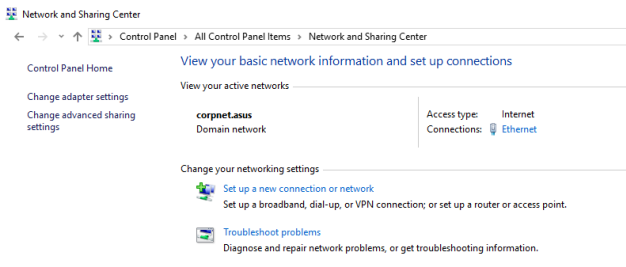 Network and Sharing Center
Control Panel > All Control Panel Items > Network and Sharing Center
Control Panel Home
Change adapter settings
Change advanced sharing
settings
View your basic network information and set up connections
View your active networks
corpnet.asus
Domain network
Access type: Internet
Connections: Ethernet
Change your networking settings
Set up a new connection or network
Set up a broadband, dial-up, or VPN connection; or set up a router or access point.
Troubleshoot problems
Diagnose and repair network problems, or get troubleshooting information.